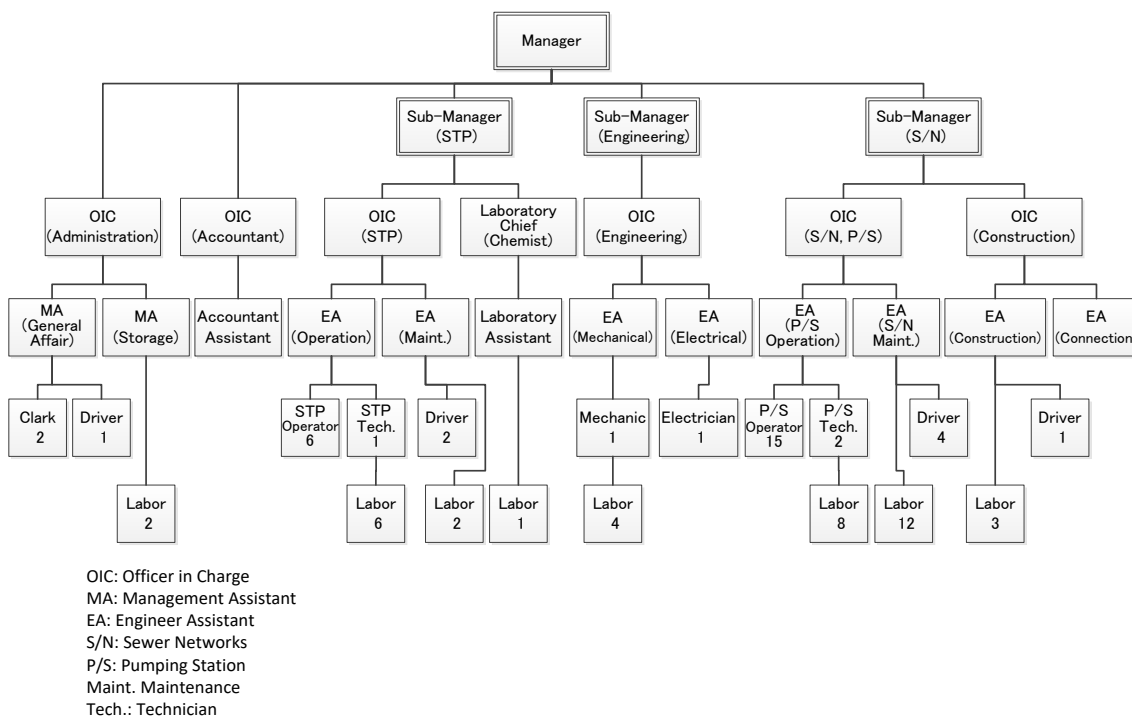 Manager
Sub-Manager
(STP)
Sub-Manager
(Engineering)
Sub-Manager
(S/N)
OIC
(Administration)
OIC
(Accountant)
OIC
(STP)
Laboratory
Chief
(Chemist)
OIC
(Engineering)
OIC
(S/N, P/S)
OIC
(Construction)
MA
(General
Affair)
MA
(Storage)
Accountant
Assistant
EA
(Operation)
EA
(Maint.)
Laboratory
Assistant
EA
(Mechanical)
EA
(Electrical)
EA
(P/S
Operation)
EA
(S/N
Maint.)
EA
(Construction)
EA
(Connection)
Clark
2
Driver
1
STP
Operator
6
STP
Tech.
1
Driver
2
Mechanic
1
Electrician
1
P/S
Operator
15
P/S
Tech.
2
Driver
4
Driver
1
Labor
2
Labor
6
Labor
2
Labor
1
Labor
4
Labor
8
Labor
12
Labor
3
OIC: Officer in Charge
MA: Management Assistant
EA: Engineer Assistant
S/N: Sewer Networks
P/S: Pumping Station
Maint. Maintenance
Tech.: Technician